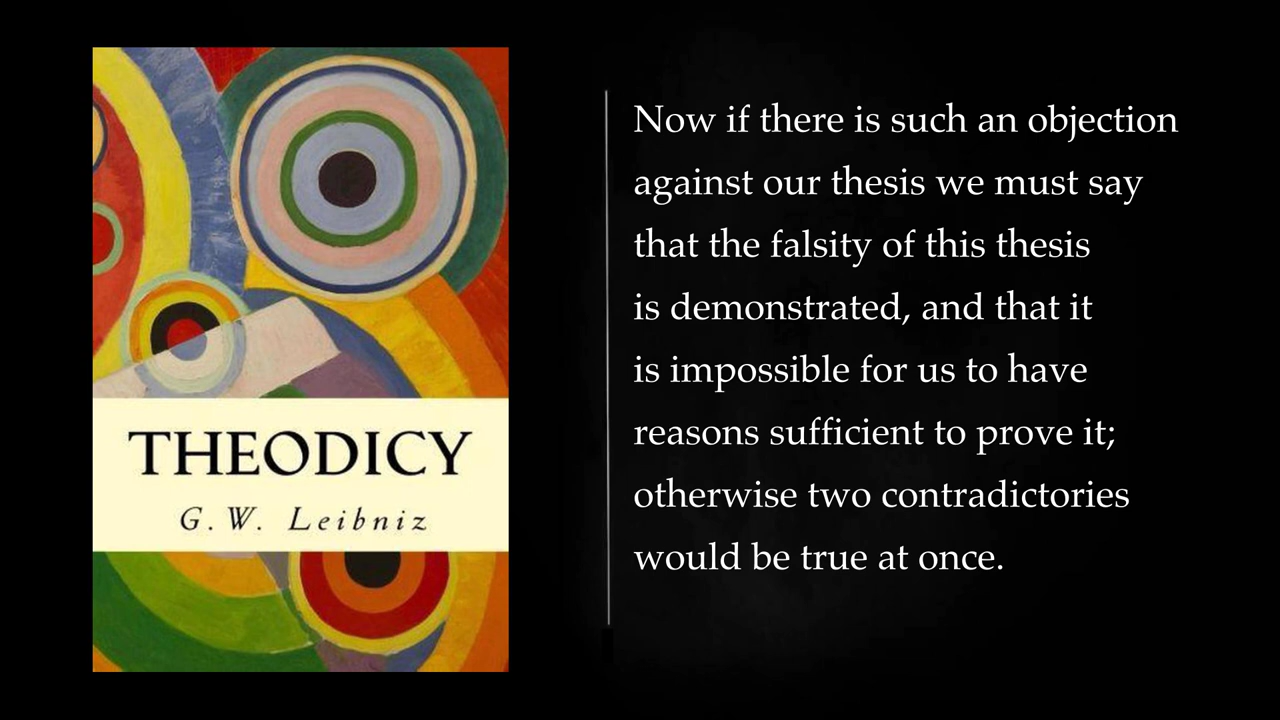 THEODICY
G. W. Leibniz
Now if there is such an objection
against our thesis we must say
that the falsity of this thesis
is demonstrated, and that it
is impossible for us to have
reasons sufficient to prove it;
otherwise two contradictories
would be true at once.